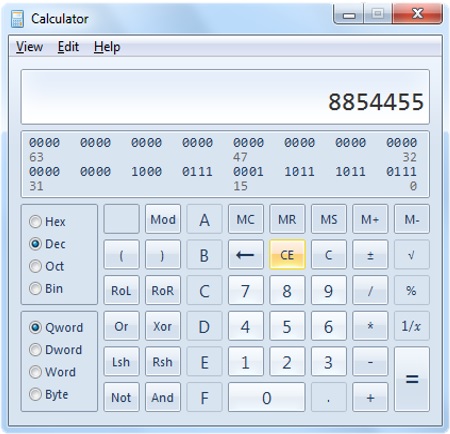 Calculator
View Edit Help
8854455
0000 0000 0000 0000 0000 0000 0000 0000
63 47 32
0000 0000 1000 0111 0001 1011 1011 0111
31 15 0
Hex Mod A MC MR MS M+ M-
Dec ( ) B ← CE C ± √
Oct RoL RoR C 7 8 9 / %
Bin
Qword Or Xor D 4 5 6 * 1/x
Dword
Word Lsh Rsh E 1 2 3 - =
Byte Not And F 0 . +